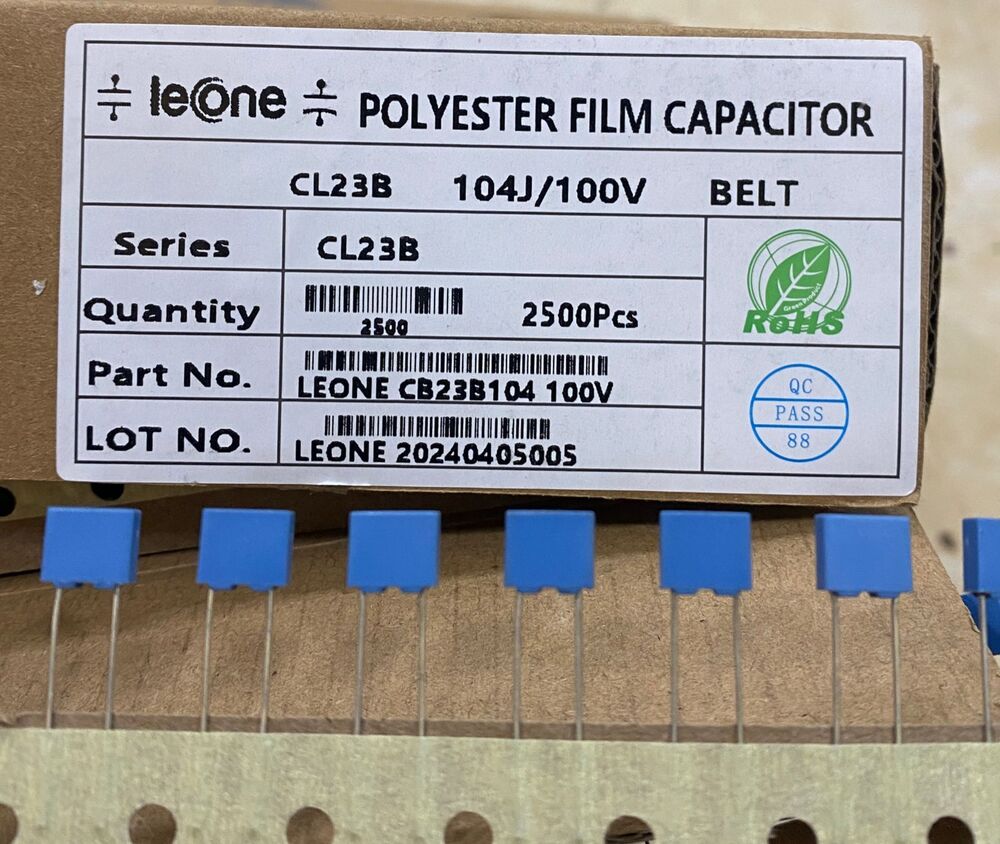 leone POLYESTER FILM CAPACITOR
CL23B 104J/100V BELT
Series CL23B
Quantity 2500 2500Pcs
Green Product
RoHS
Part No. LEONE CB23B104 100V
LOT NO. LEONE 20240405005
QC
PASS
88